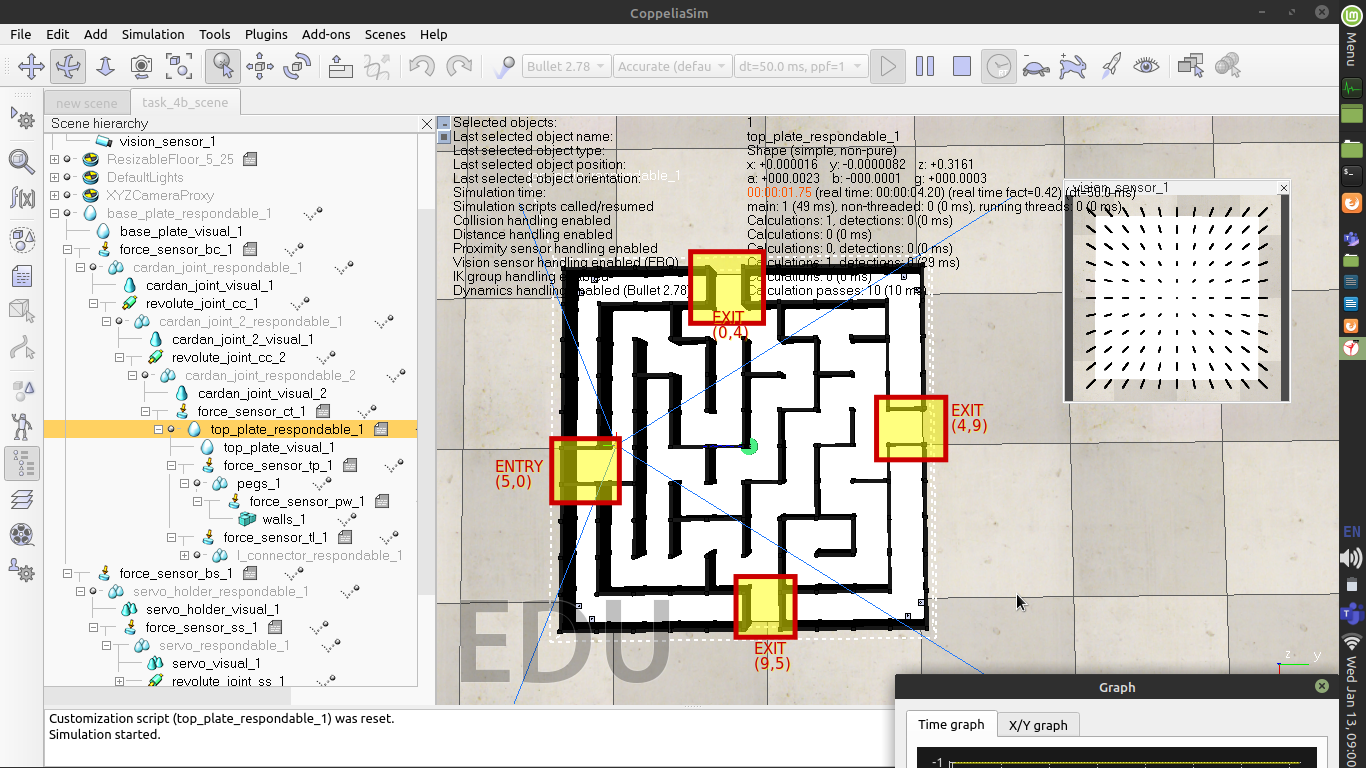 CoppeliaSim
File Edit Add Simulation Tools Plugins Add-ons Scenes Help
Menu
Bullet 2.78
Accurate (defau
dt=50.0 ms, ppf=1
new scene
task_4b_scene
Scene hierarchy
vision_sensor_1
ResizableFloor_5_25
DefaultLights
XYZCameraProxy
base_plate_respondable_1
base_plate_visual_1
force_sensor_bc_1
cardan_joint_respondable_1
cardan_joint_visual_1
revolute_joint_cc_1
cardan_joint_2_respondable_1
cardan_joint_2_visual_1
revolute_joint_cc_2
cardan_joint_respondable_2
cardan_joint_visual_2
force_sensor_ct_1
top_plate_respondable_1
top_plate_visual_1
force_sensor_tp_1
pegs_1
force_sensor_pw_1
walls_1
force_sensor_tl_1
l_connector_respondable_1
force_sensor_bs_1
servo_holder_respondable_1
servo_holder_visual_1
force_sensor_ss_1
servo_respondable_1
servo_visual_1
revolute_joint_ss_1
Selected objects: 1
Last selected object name: top_plate_respondable_1
Last selected object type: Shape (simple, non-pure)
Last selected object position: x: +0.000016 y: -0.0000082 z: +0.3161
Last selected object orientation: a: +000.0023 b: -000.0001 g: +000.0003
Simulation time: 00:00:01.75 (real time: 00:00:04.20) (real time fact=0.42) (dt=50.0 ms)
Simulation scripts called/resumed main: 1 (49 ms), non-threaded: 0 (0 ms), running threads: 0 (0 ms)
Collision handling enabled Calculations: 1, detections: 0 (0 ms)
Distance handling enabled Calculations: 0 (0 ms)
Proximity sensor handling enabled Calculations: 0, detections: 0 (0 ms)
Vision sensor handling enabled (FBO) Calculations: 1, detections: 0 (29 ms)
IK group handling enabled Calculations: 0 (0 ms)
Dynamics handling enabled (Bullet 2.78) Calculation passes: 10 (10 ms)
vision_sensor_1
EXIT
(0,4)
EXIT
(4,9)
ENTRY
(5,0)
EXIT
(9,5)
EDU
z
y
Customization script (top_plate_respondable_1) was reset.
Simulation started.
Graph
Time graph
X/Y graph
-1
EN
Wed Jan 13, 09:00